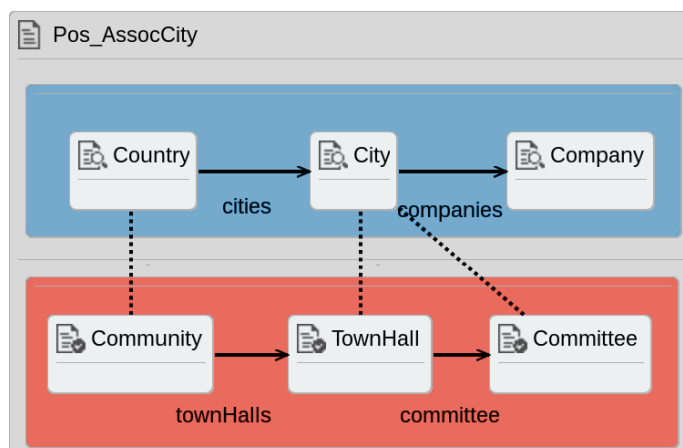 Pos_AssocCity
Country
City
Company
cities
companies
Community
TownHall
Committee
townHalls
committee